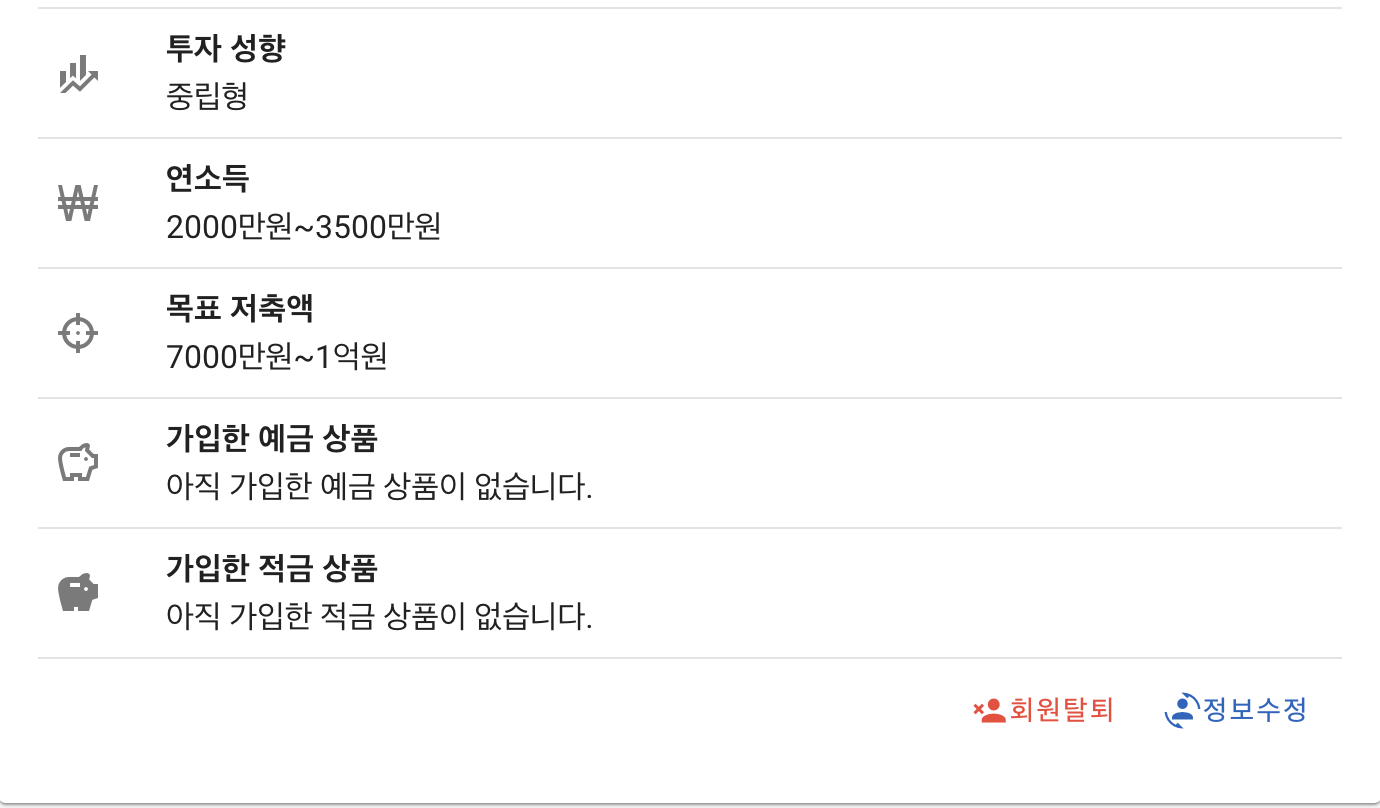 투자 성향
중립형
연소득
2000만원~3500만원
목표 저축액
7000만원~1억원
가입한 예금 상품
아직 가입한 예금 상품이 없습니다.
가입한 적금 상품
아직 가입한 적금 상품이 없습니다.
회원탈퇴 정보수정